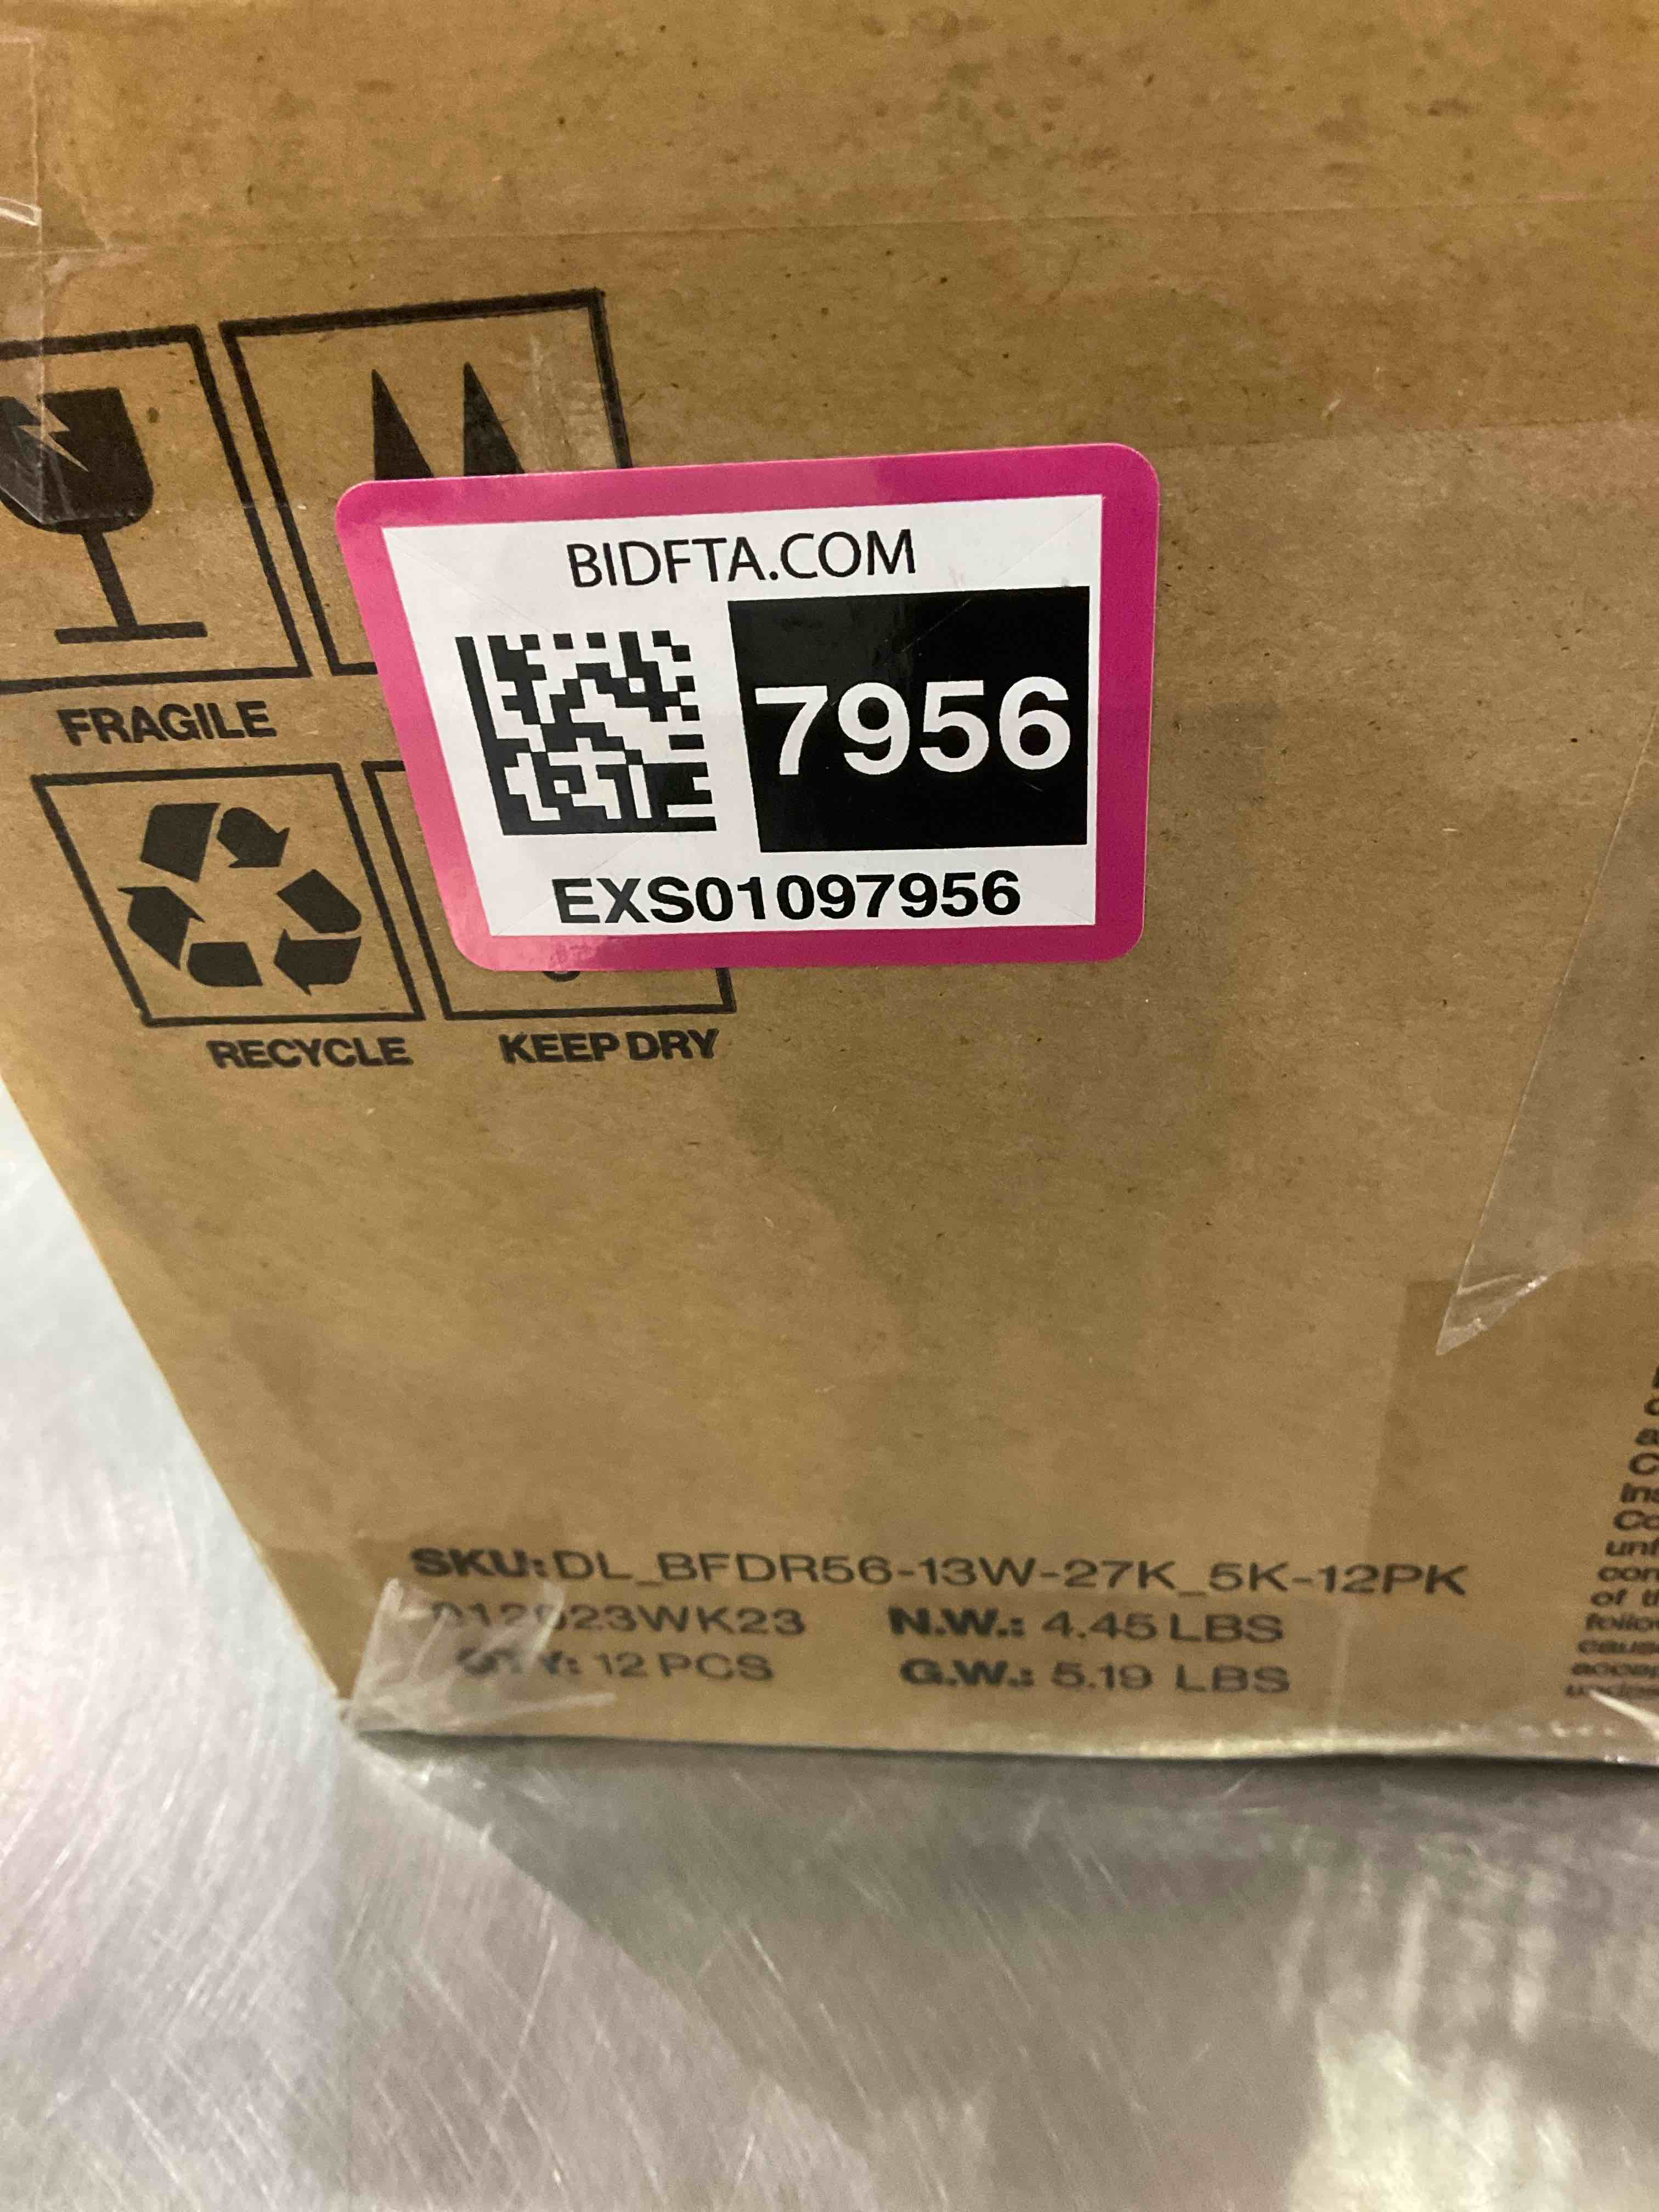 FRAGILE
BIDFTA.COM
7956
EXS01097956
RECYCLE
KEEP DRY
SKU: DL_BFDR56-13W-27K_5K-12PK
N.W.: 4.45 LBS
QTY: 12 PCS
G.W.: 5.19 LBS